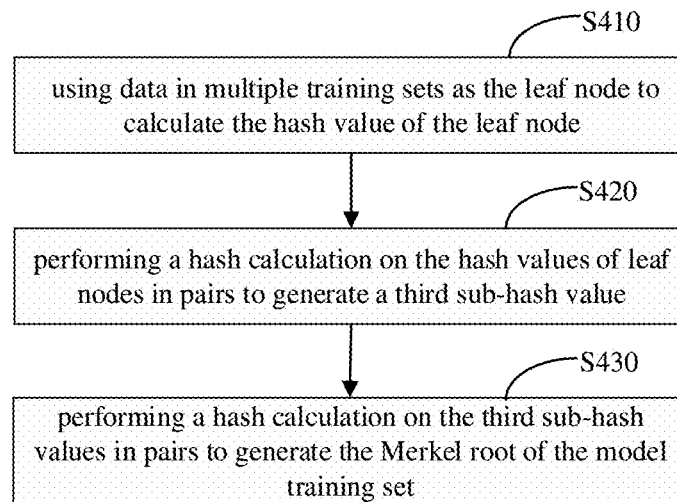 S410
using data in multiple training sets as the leaf node to
calculate the hash value of the leaf node
S420
performing a hash calculation on the hash values of leaf
nodes in pairs to generate a third sub-hash value
S430
performing a hash calculation on the third sub-hash
values in pairs to generate the Merkel root of the model
training set